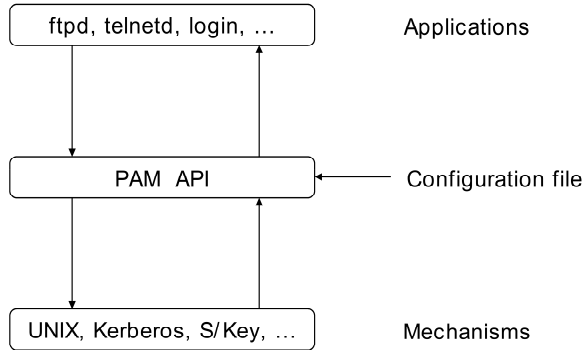 ftpd, telnetd, login, ...
Applications
PAM API
Configuration file
UNIX, Kerberos, S/Key, ...
Mechanisms